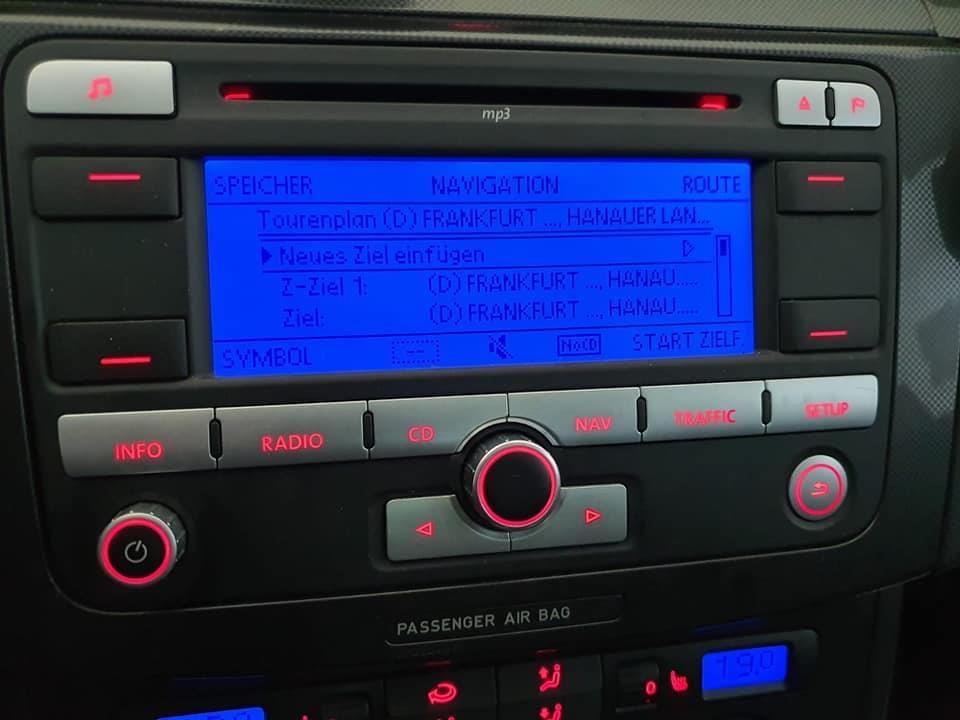 mp3
SPEICHER NAVIGATION ROUTE
Tourenplan (D) FRANKFURT ..., HANAUER LAN...
Neues Ziel einfügen
Z-Ziel 1: (D) FRANKFURT ..., HANAU.....
Ziel: (D) FRANKFURT ..., HANAU.....
SYMBOL -- NoCD START ZIELF.
INFO RADIO CD NAV TRAFFIC SETUP
PASSENGER AIR BAG
0 19.0